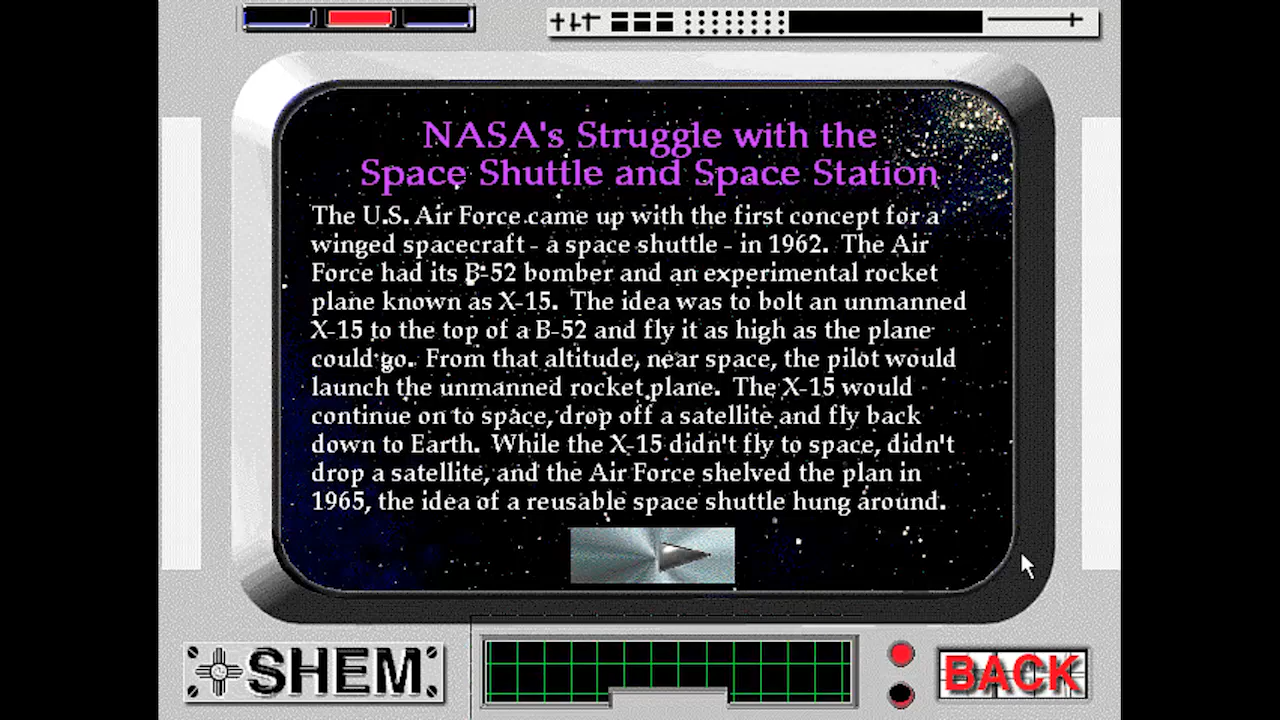 NASA's Struggle with the
Space Shuttle and Space Station
The U.S. Air Force came up with the first concept for a
winged spacecraft - a space shuttle - in 1962.  The Air
Force had its B-52 bomber and an experimental rocket
plane known as X-15.  The idea was to bolt an unmanned
X-15 to the top of a B-52 and fly it as high as the plane
could go.  From that altitude, near space, the pilot would
launch the unmanned rocket plane.  The X-15 would
continue on to space, drop off a satellite and fly back
down to Earth.  While the X-15 didn't fly to space, didn't
drop a satellite, and the Air Force shelved the plan in
1965, the idea of a reusable space shuttle hung around.
SHEM
BACK